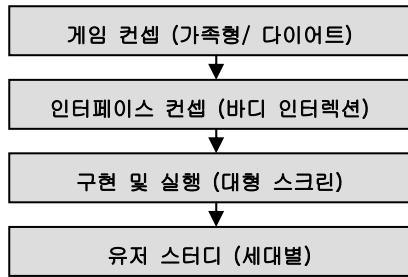 게임 컨셉 (가족형/ 다이어트)
인터페이스 컨셉 (바디 인터렉션)
구현 및 실행 (대형 스크린)
유저 스터디 (세대별)